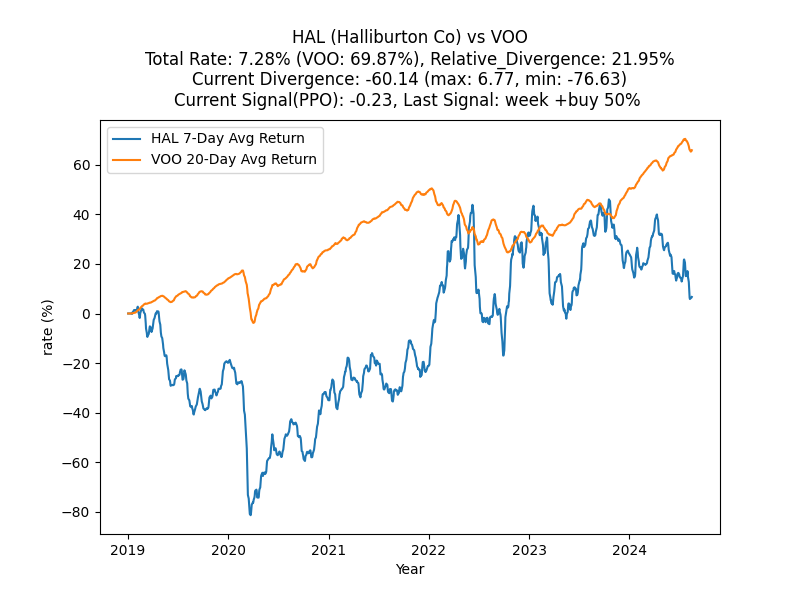 HAL (Halliburton Co) vs VOO
Total Rate: 7.28% (VOO: 69.87%), Relative_Divergence: 21.95%
Current Divergence: -60.14 (max: 6.77, min: -76.63)
Current Signal(PPO): -0.23, Last Signal: week +buy 50%
HAL 7-Day Avg Return
VOO 20-Day Avg Return
rate (%)
60
40
20
0
−20
−40
−60
−80
2019 2020 2021 2022 2023 2024
Year